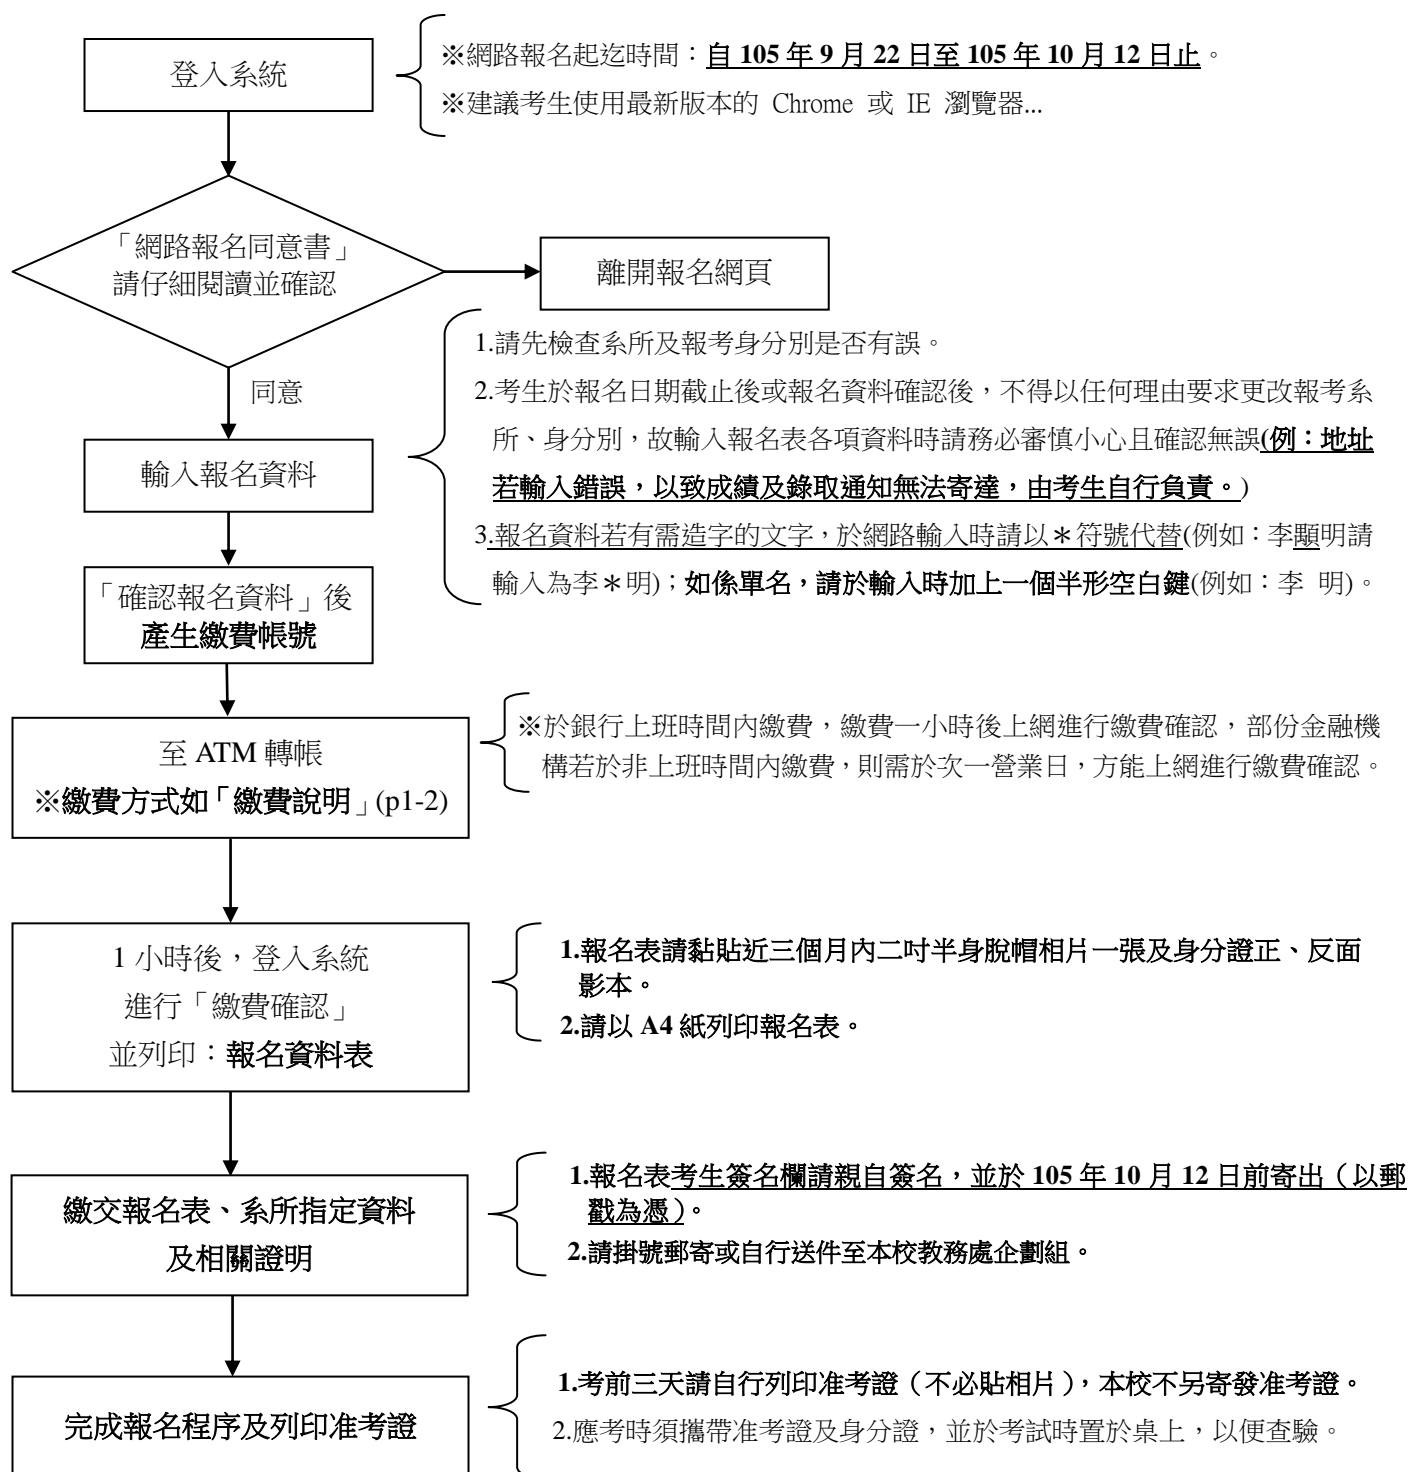 登入系統
※網路報名起迄時間：自 105 年 9 月 22 日至 105 年 10 月 12 日止。
※建議考生使用最新版本的 Chrome 或 IE 瀏覽器...
「網路報名同意書」
請仔細閱讀並確認
離開報名網頁
同意
1.請先檢查系所及報考身分別是否有誤。
2.考生於報名日期截止後或報名資料確認後，不得以任何理由要求更改報考系
所、身分別，故輸入報名表各項資料時請務必審慎小心且確認無誤(例：地址
若輸入錯誤，以致成績及錄取通知無法寄達，由考生自行負責。)
3.報名資料若有需造字的文字，於網路輸入時請以＊符號代替(例如：李顯明請
輸入為李＊明)；如係單名，請於輸入時加上一個半形空白鍵(例如：李 明)。
輸入報名資料
「確認報名資料」後
產生繳費帳號
至 ATM 轉帳
※繳費方式如「繳費說明」(p1-2)
※於銀行上班時間內繳費，繳費一小時後上網進行繳費確認，部份金融機
構若於非上班時間內繳費，則需於次一營業日，方能上網進行繳費確認。
1 小時後，登入系統
進行「繳費確認」
並列印：報名資料表
1.報名表請黏貼近三個月內二吋半身脫帽相片一張及身分證正、反面
影本。
2.請以 A4 紙列印報名表。
繳交報名表、系所指定資料
及相關證明
1.報名表考生簽名欄請親自簽名，並於 105 年 10 月 12 日前寄出（以郵
戳為憑）。
2.請掛號郵寄或自行送件至本校教務處企劃組。
完成報名程序及列印准考證
1.考前三天請自行列印准考證（不必貼相片），本校不另寄發准考證。
2.應考時須攜帶准考證及身分證，並於考試時置於桌上，以便查驗。